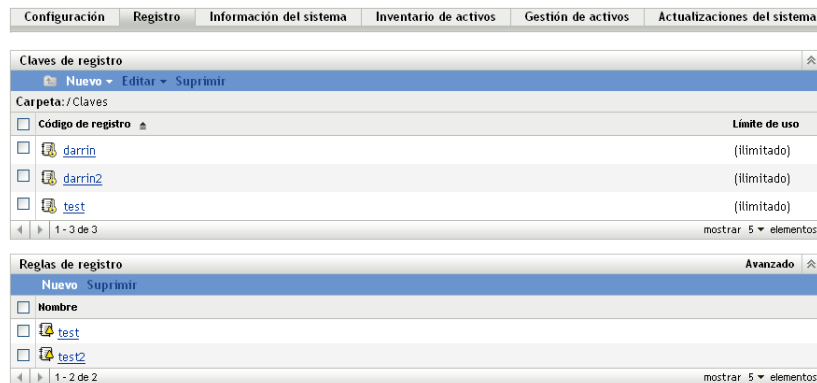 Configuración Registro Información del sistema Inventario de activos Gestión de activos Actualizaciones del sistema
Claves de registro
Nuevo Editar Suprimir
Carpeta: / Claves
Código de registro Límite de uso
darrin (ilimitado)
darrin2 (ilimitado)
test (ilimitado)
1 - 3 de 3 mostrar 5 elementos
Reglas de registro Avanzado
Nuevo Suprimir
Nombre
test
test2
1 - 2 de 2 mostrar 5 elementos